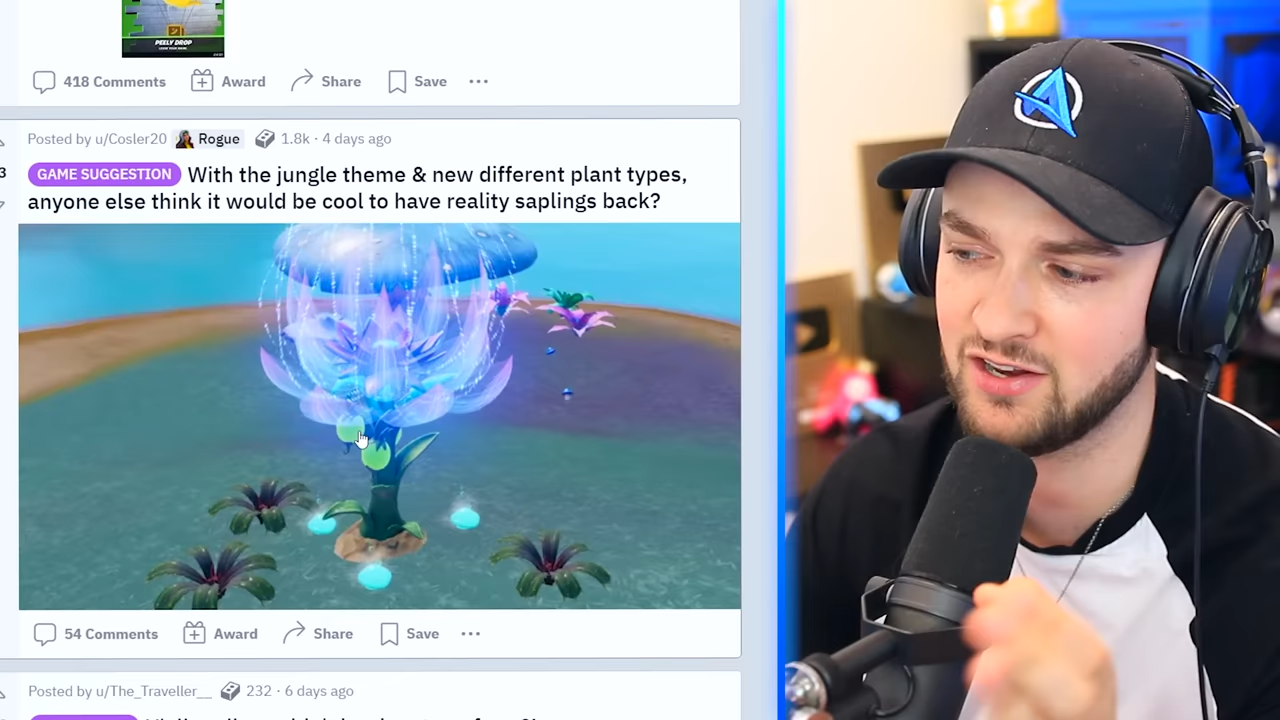 PEELY DROP
418 Comments Award Share Save
Posted by u/Cosler20 Rogue 1.8k · 4 days ago
GAME SUGGESTION With the jungle theme & new different plant types,
anyone else think it would be cool to have reality saplings back?
3
54 Comments Award Share Save
Posted by u/The_Traveller__ 232 · 6 days ago